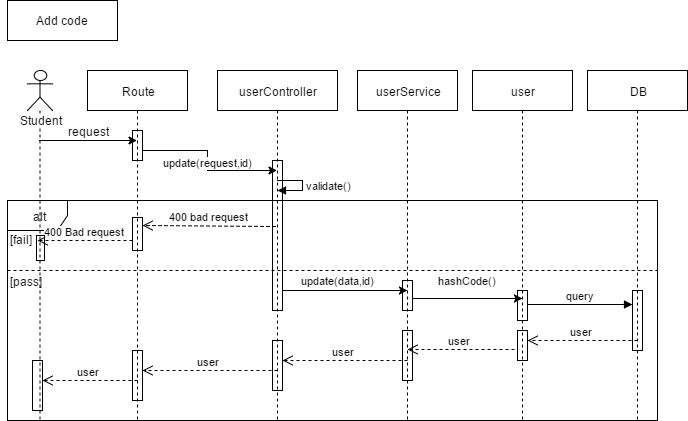 Add code
Route
userController
userService
user
DB
Student
request
update(request,id)
validate()
alt
400 bad request
400 Bad request
[fail]
[pass]
update(data,id)
hashCode()
query
user
user
user
user
user